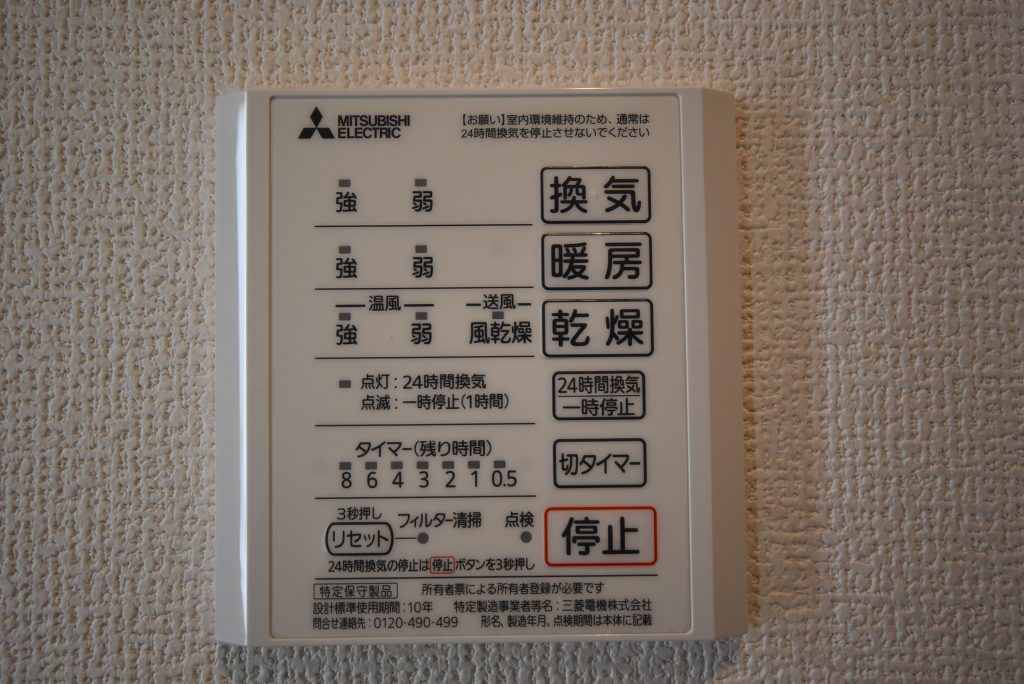 MITSUBISHI
ELECTRIC
【お願い】室内環境維持のため、通常は
24時間換気を停止させないでください
強 弱 換気
強 弱 暖房
温風 送風
強 弱 風乾燥 乾燥
点灯：24時間換気
点滅：一時停止(1時間)
24時間換気
一時停止
タイマー(残り時間)
8 6 4 3 2 1 0.5
切タイマー
3秒押し
リセット フィルター清掃 点検
停止
24時間換気の停止は停止ボタンを3秒押し
特定保守製品 所有者票による所有者登録が必要です
設計標準使用期間：10年 特定製造事業者等名：三菱電機株式会社
問合せ連絡先：0120-490-499 形名、製造年月、点検期間は本体に記載